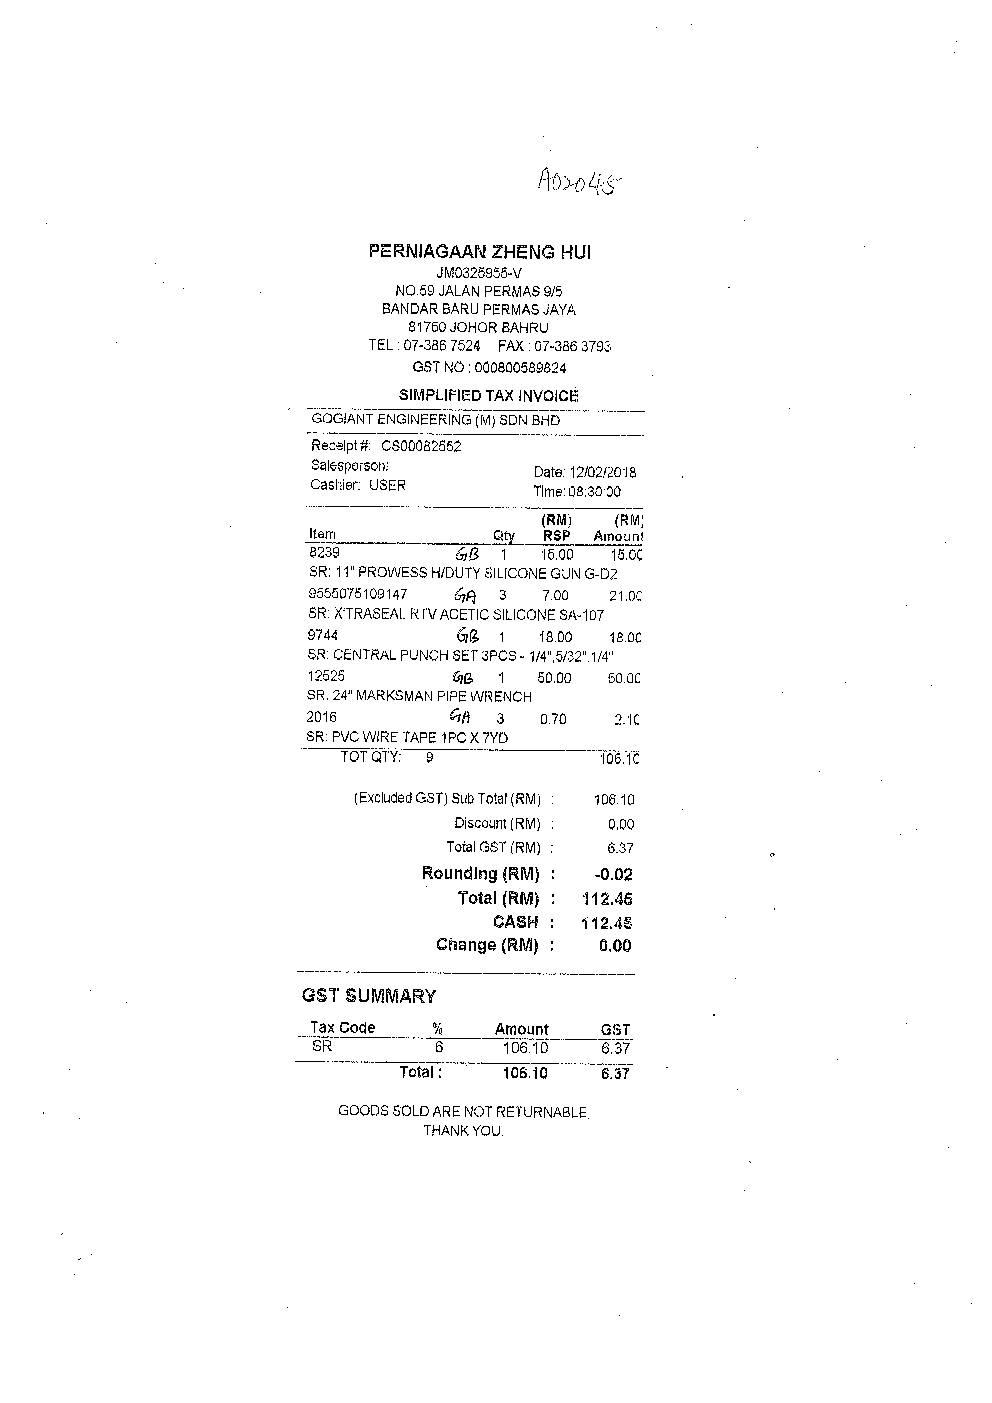 A02045
PERNIAGAAN ZHENG HUI
JM0325955-V
NO.59 JALAN PERMAS 9/5
BANDAR BARU PERMAS JAYA
81750 JOHOR BAHRU
TEL : 07-386 7524 FAX : 07-386 3793
GST NO : 000800589824
SIMPLIFIED TAX INVOICE
GOGIANT ENGINEERING (M) SDN BHD
Receipt #: CS00082552
Salesperson:
Date: 12/02/2018
Cashier: USER
Time: 08:30:00
(RM) (RM)
Item Qty RSP Amount
8239 GB 1 15.00 15.00
SR: 11" PROWESS H/DUTY SILICONE GUN G-D2
9555075109147 GA 3 7.00 21.00
SR: X'TRASEAL RTV ACETIC SILICONE SA-107
9744 GB 1 18.00 18.00
SR: CENTRAL PUNCH SET 3PCS - 1/4",5/32",1/4"
12525 GB 1 50.00 50.00
SR: 24" MARKSMAN PIPE WRENCH
2016 GA 3 0.70 2.10
SR: PVC WIRE TAPE 1PC X 7YD
TOT QTY: 9 106.10
(Excluded GST) Sub Total (RM) : 106.10
Discount (RM) : 0.00
Total GST (RM) : 6.37
Rounding (RM) : -0.02
Total (RM) : 112.45
CASH : 112.45
Change (RM) : 0.00
GST SUMMARY
Tax Code % Amount GST
SR 6 106.10 6.37
Total : 106.10 6.37
GOODS SOLD ARE NOT RETURNABLE.
THANK YOU.